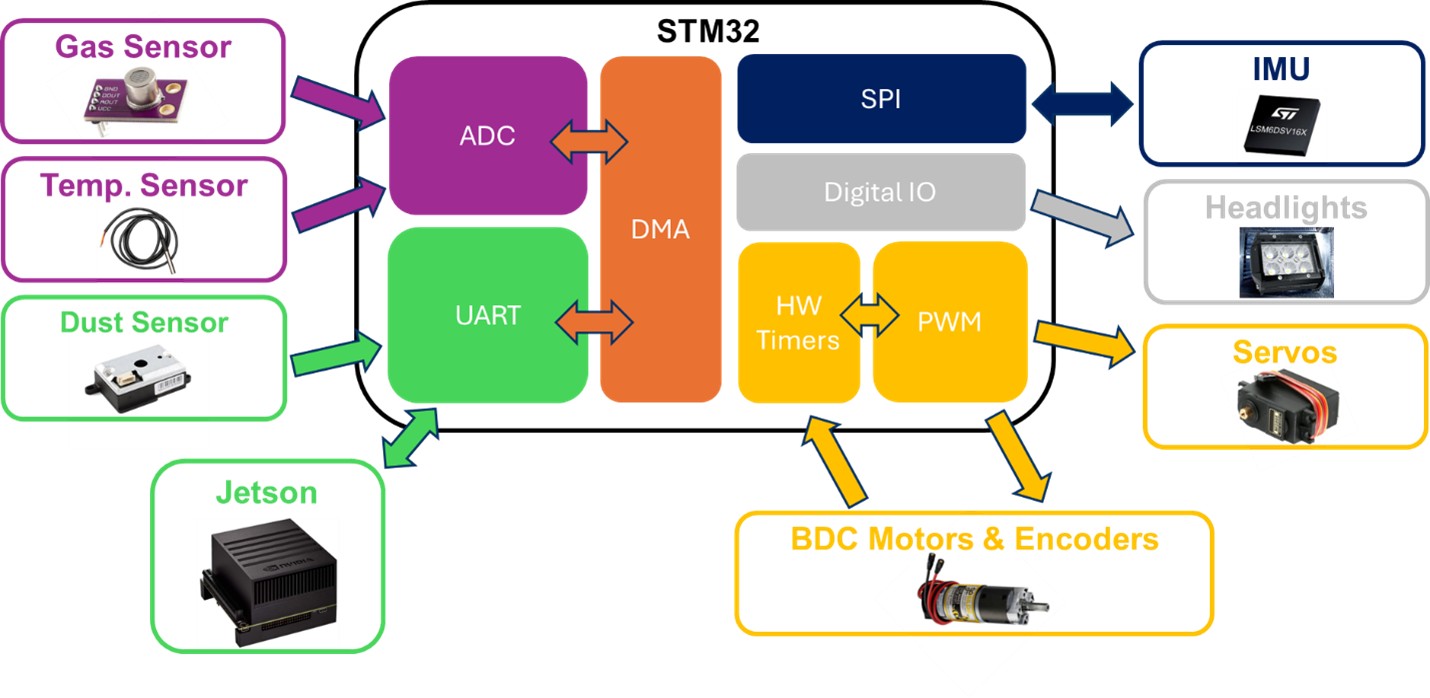 STM32
Gas Sensor
GND
DOUT
AOUT
VCC
Temp. Sensor
Dust Sensor
Jetson
NVIDIA
ADC
DMA
UART
SPI
Digital IO
HW
Timers
PWM
IMU
LSM6DSV16X
Headlights
Servos
BDC Motors & Encoders